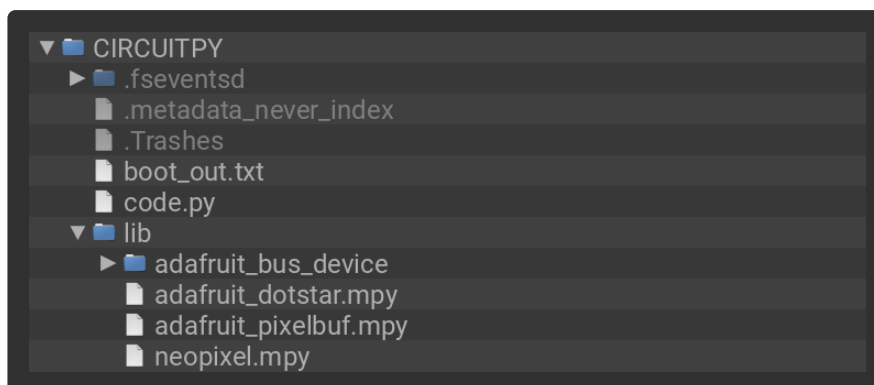 CIRCUITPY
.fseventsd
.metadata_never_index
.Trashes
boot_out.txt
code.py
lib
adafruit_bus_device
adafruit_dotstar.mpy
adafruit_pixelbuf.mpy
neopixel.mpy